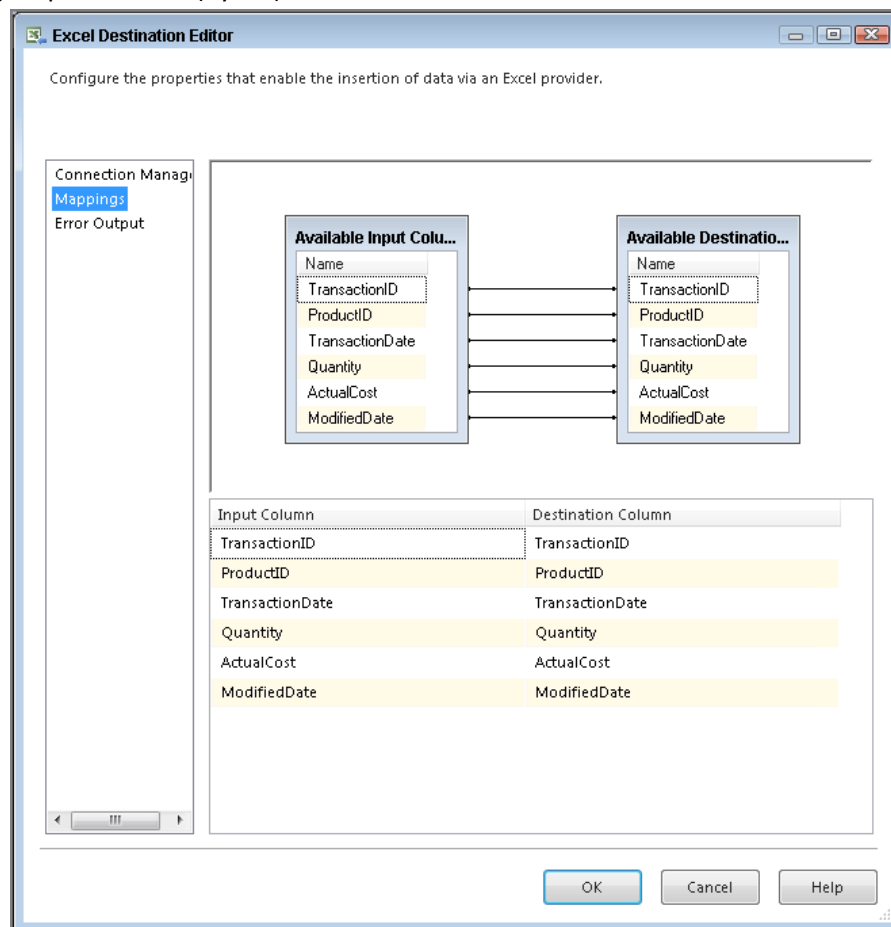 Excel Destination Editor
Configure the properties that enable the insertion of data via an Excel provider.
Connection Manag
Mappings
Error Output
Available Input Colu...
Name
TransactionID
ProductID
TransactionDate
Quantity
ActualCost
ModifiedDate
Available Destinatio...
Name
TransactionID
ProductID
TransactionDate
Quantity
ActualCost
ModifiedDate
Input Column Destination Column
TransactionID TransactionID
ProductID ProductID
TransactionDate TransactionDate
Quantity Quantity
ActualCost ActualCost
ModifiedDate ModifiedDate
OK Cancel Help